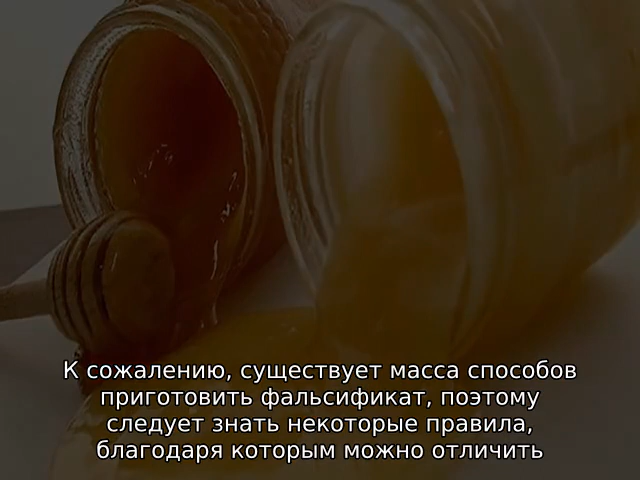 К сожалению, существует масса способов
приготовить фальсификат, поэтому
следует знать некоторые правила,
благодаря которым можно отличить